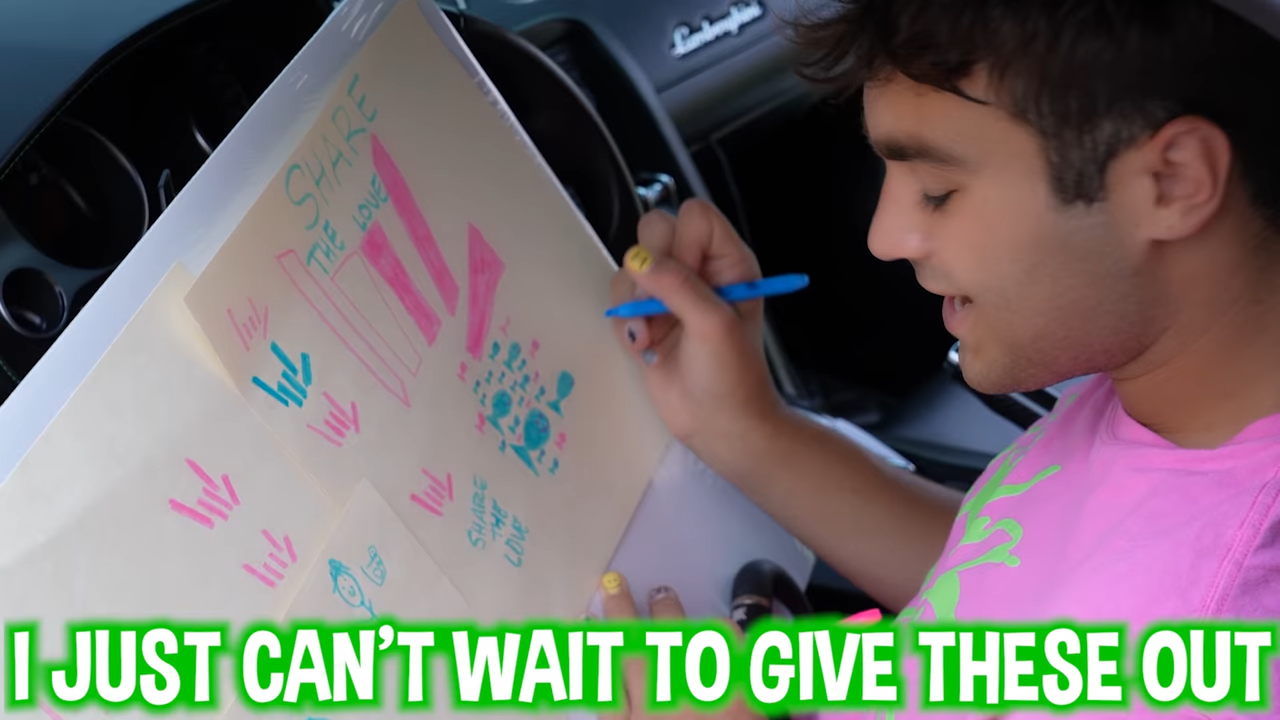 Lamborghini
SHARE
THE LOVE
SHARE
THE
LOVE
I JUST CAN'T WAIT TO GIVE THESE OUT